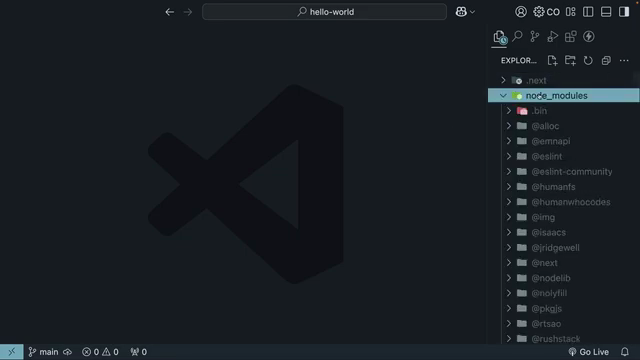 hello-world
CO
EXPLOR...
.next
node_modules
.bin
@alloc
@emnapi
@eslint
@eslint-community
@humanfs
@humanwhocodes
@img
@isaacs
@jridgewell
@next
@nodelib
@nolyfill
@pkgjs
@rtsao
@rushstack
main
0
0
0
Go Live